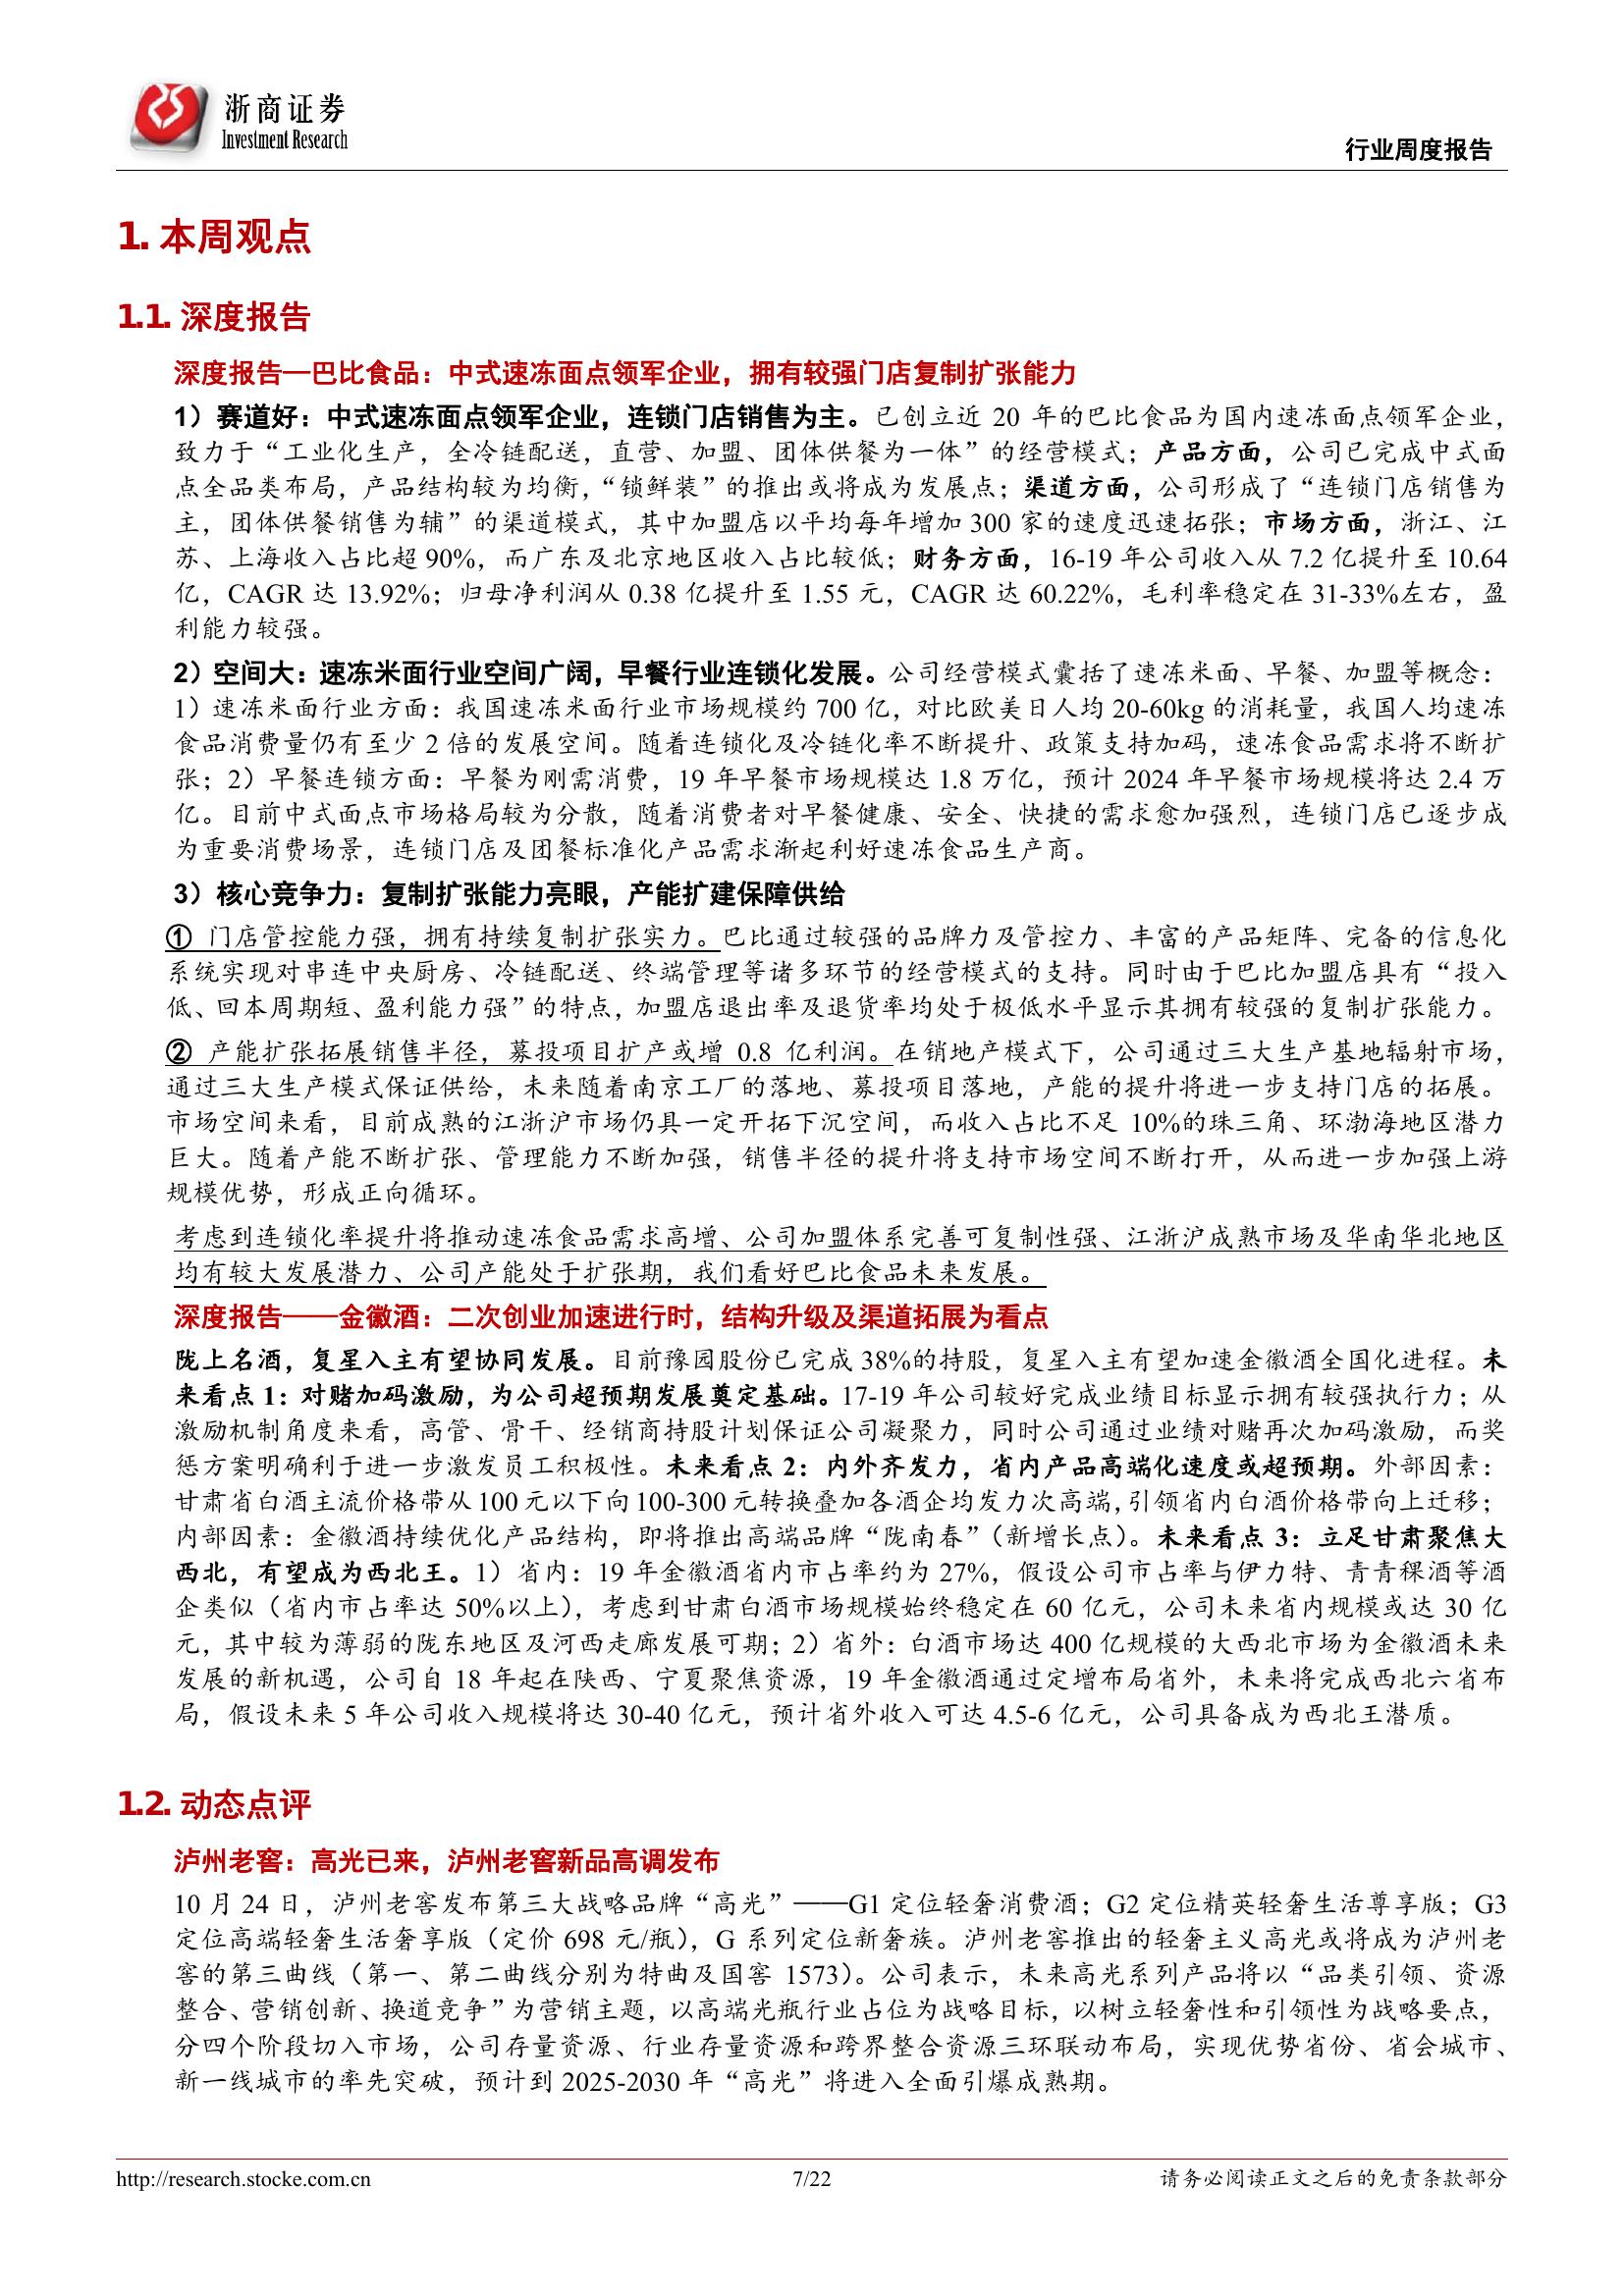 浙商证券
Investment Research
行业周度报告
1. 本周观点
1.1. 深度报告
深度报告—巴比食品：中式速冻面点领军企业，拥有较强门店复制扩张能力
1）赛道好：中式速冻面点领军企业，连锁门店销售为主。已创立近 20 年的巴比食品为国内速冻面点领军企业，
致力于“工业化生产，全冷链配送，直营、加盟、团体供餐为一体”的经营模式；产品方面，公司已完成中式面
点全品类布局，产品结构较为均衡，“锁鲜装”的推出或将成为发展点；渠道方面，公司形成了“连锁门店销售为
主，团体供餐销售为辅”的渠道模式，其中加盟店以平均每年增加 300 家的速度迅速拓张；市场方面，浙江、江
苏、上海收入占比超 90%，而广东及北京地区收入占比较低；财务方面，16-19 年公司收入从 7.2 亿提升至 10.64
亿，CAGR 达 13.92%；归母净利润从 0.38 亿提升至 1.55 元，CAGR 达 60.22%，毛利率稳定在 31-33%左右，盈
利能力较强。
2）空间大：速冻米面行业空间广阔，早餐行业连锁化发展。公司经营模式囊括了速冻米面、早餐、加盟等概念：
1）速冻米面行业方面：我国速冻米面行业市场规模约 700 亿，对比欧美日人均 20-60kg 的消耗量，我国人均速冻
食品消费量仍有至少 2 倍的发展空间。随着连锁化及冷链化率不断提升、政策支持加码，速冻食品需求将不断扩
张；2）早餐连锁方面：早餐为刚需消费，19 年早餐市场规模达 1.8 万亿，预计 2024 年早餐市场规模将达 2.4 万
亿。目前中式面点市场格局较为分散，随着消费者对早餐健康、安全、快捷的需求愈加强烈，连锁门店已逐步成
为重要消费场景，连锁门店及团餐标准化产品需求渐起利好速冻食品生产商。
3）核心竞争力：复制扩张能力亮眼，产能扩建保障供给
① 门店管控能力强，拥有持续复制扩张实力。巴比通过较强的品牌力及管控力、丰富的产品矩阵、完备的信息化
系统实现对串连中央厨房、冷链配送、终端管理等诸多环节的经营模式的支持。同时由于巴比加盟店具有“投入
低、回本周期短、盈利能力强”的特点，加盟店退出率及退货率均处于极低水平显示其拥有较强的复制扩张能力。
② 产能扩张拓展销售半径，募投项目扩产或增 0.8 亿利润。在销地产模式下，公司通过三大生产基地辐射市场，
通过三大生产模式保证供给，未来随着南京工厂的落地、募投项目落地，产能的提升将进一步支持门店的拓展。
市场空间来看，目前成熟的江浙沪市场仍具一定开拓下沉空间，而收入占比不足 10%的珠三角、环渤海地区潜力
巨大。随着产能不断扩张、管理能力不断加强，销售半径的提升将支持市场空间不断打开，从而进一步加强上游
规模优势，形成正向循环。
考虑到连锁化率提升将推动速冻食品需求高增、公司加盟体系完善可复制性强、江浙沪成熟市场及华南华北地区
均有较大发展潜力、公司产能处于扩张期，我们看好巴比食品未来发展。
深度报告——金徽酒：二次创业加速进行时，结构升级及渠道拓展为看点
陇上名酒，复星入主有望协同发展。目前豫园股份已完成 38%的持股，复星入主有望加速金徽酒全国化进程。未
来看点 1：对赌加码激励，为公司超预期发展奠定基础。17-19 年公司较好完成业绩目标显示拥有较强执行力；从
激励机制角度来看，高管、骨干、经销商持股计划保证公司凝聚力，同时公司通过业绩对赌再次加码激励，而奖
惩方案明确利于进一步激发员工积极性。未来看点 2：内外齐发力，省内产品高端化速度或超预期。外部因素：
甘肃省白酒主流价格带从 100 元以下向 100-300 元转换叠加各酒企均发力次高端，引领省内白酒价格带向上迁移；
内部因素：金徽酒持续优化产品结构，即将推出高端品牌“陇南春”（新增长点）。未来看点 3：立足甘肃聚焦大
西北，有望成为西北王。1）省内：19 年金徽酒省内市占率约为 27%，假设公司市占率与伊力特、青青稞酒等酒
企类似（省内市占率达 50%以上），考虑到甘肃白酒市场规模始终稳定在 60 亿元，公司未来省内规模或达 30 亿
元，其中较为薄弱的陇东地区及河西走廊发展可期；2）省外：白酒市场达 400 亿规模的大西北市场为金徽酒未来
发展的新机遇，公司自 18 年起在陕西、宁夏聚焦资源，19 年金徽酒通过定增布局省外，未来将完成西北六省布
局，假设未来 5 年公司收入规模将达 30-40 亿元，预计省外收入可达 4.5-6 亿元，公司具备成为西北王潜质。
1.2. 动态点评
泸州老窖：高光已来，泸州老窖新品高调发布
10 月 24 日，泸州老窖发布第三大战略品牌“高光”——G1 定位轻奢消费酒；G2 定位精英轻奢生活尊享版；G3
定位高端轻奢生活奢享版（定价 698 元/瓶），G 系列定位新奢族。泸州老窖推出的轻奢主义高光或将成为泸州老
窖的第三曲线（第一、第二曲线分别为特曲及国窖 1573）。公司表示，未来高光系列产品将以“品类引领、资源
整合、营销创新、换道竞争”为营销主题，以高端光瓶行业占位为战略目标，以树立轻奢性和引领性为战略要点，
分四个阶段切入市场，公司存量资源、行业存量资源和跨界整合资源三环联动布局，实现优势省份、省会城市、
新一线城市的率先突破，预计到 2025-2030 年“高光”将进入全面引爆成熟期。
http://research.stocke.com.cn
7/22
请务必阅读正文之后的免责条款部分